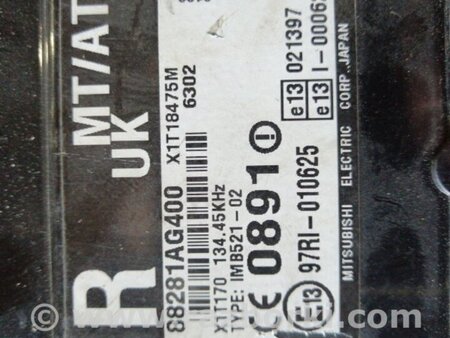 R MT/AT
UK
88281AG400 X1T18475M
6302
X1T170 134.45KHz
TYPE: IMB521-02
CE 0891
E13 97RI-010625
e13 021397
e13 I-0006
MITSUBISHI ELECTRIC CORP. JAPAN